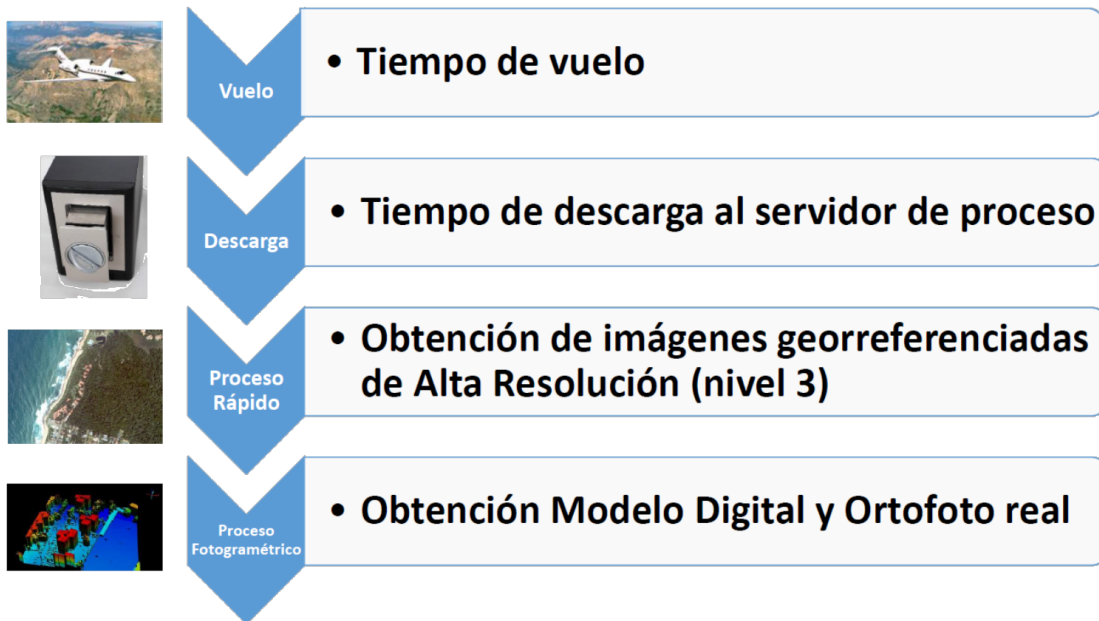 Vuelo
• Tiempo de vuelo
Descarga
• Tiempo de descarga al servidor de proceso
Proceso
Rápido
• Obtención de imágenes georreferenciadas
de Alta Resolución (nivel 3)
Proceso
Fotogramétrico
• Obtención Modelo Digital y Ortofoto real